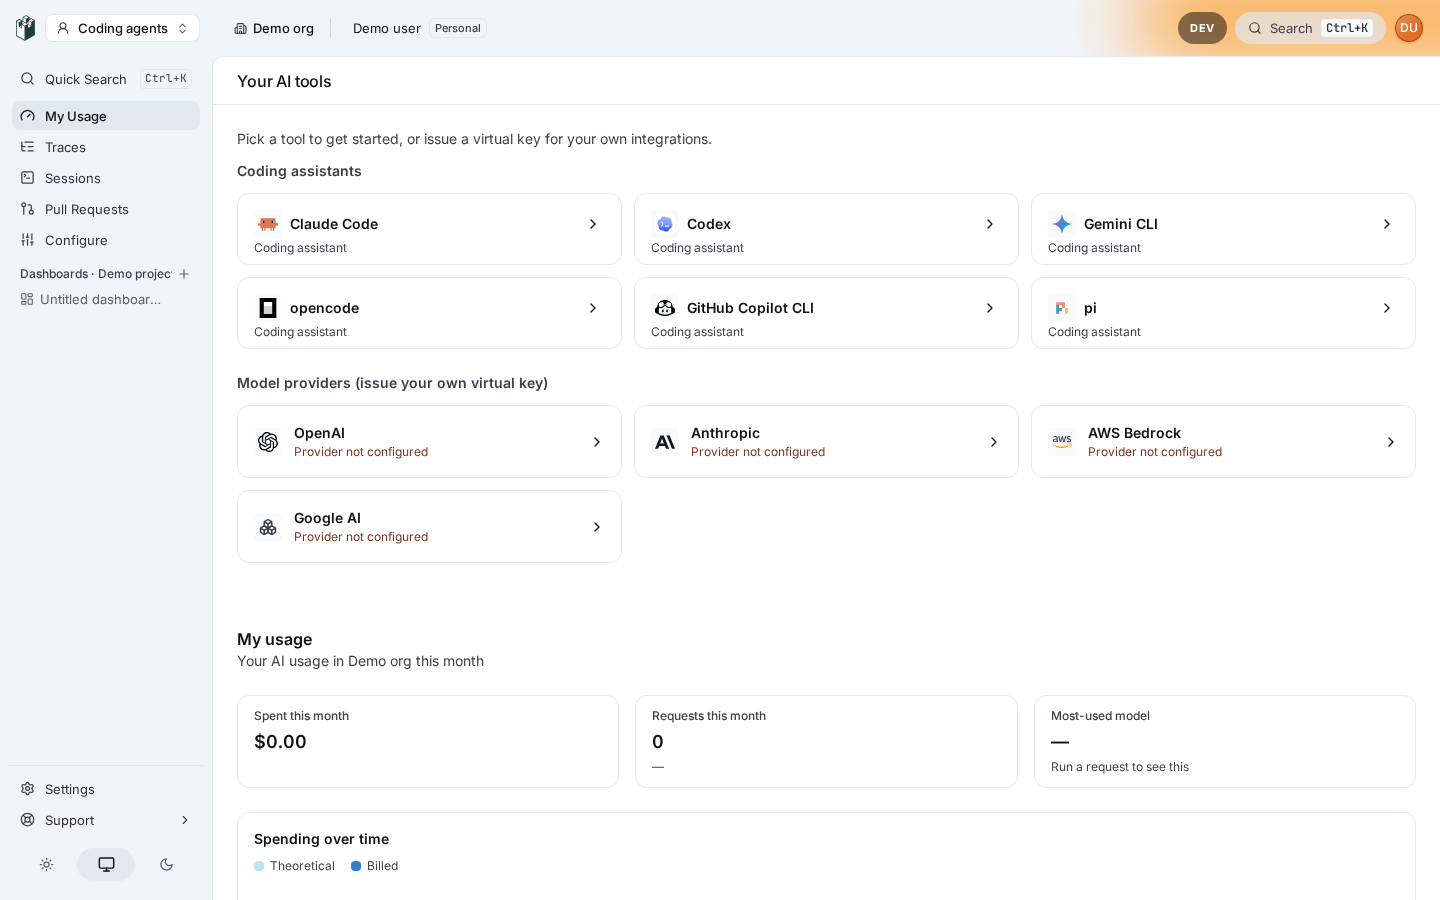 Coding agents
Demo org
Demo user
Personal
DEV
Search
Ctrl+K
DU
Quick Search
Ctrl+K
My Usage
Traces
Sessions
Pull Requests
Configure
Dashboards · Demo projec
Untitled dashboar...
Settings
Support
Your AI tools
Pick a tool to get started, or issue a virtual key for your own integrations.
Coding assistants
Claude Code
Coding assistant
Codex
Coding assistant
Gemini CLI
Coding assistant
opencode
Coding assistant
GitHub Copilot CLI
Coding assistant
pi
Coding assistant
Model providers (issue your own virtual key)
OpenAI
Provider not configured
Anthropic
Provider not configured
aws
AWS Bedrock
Provider not configured
Google AI
Provider not configured
My usage
Your AI usage in Demo org this month
Spent this month
$0.00
Requests this month
0
—
Most-used model
—
Run a request to see this
Spending over time
Theoretical
Billed